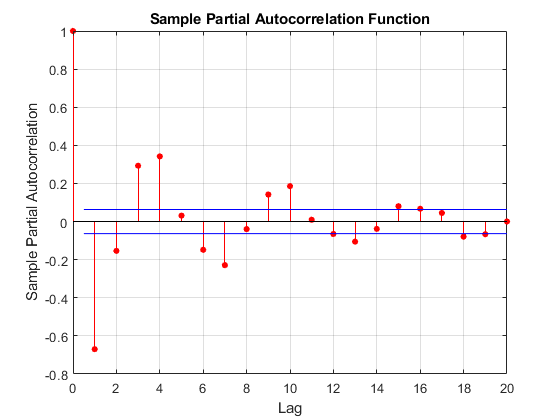 Sample Partial Autocorrelation Function
1
0.8
0.6
0.4
0.2
0
-0.2
-0.4
-0.6
-0.8
Sample Partial Autocorrelation
0 2 4 6 8 10 12 14 16 18 20
Lag